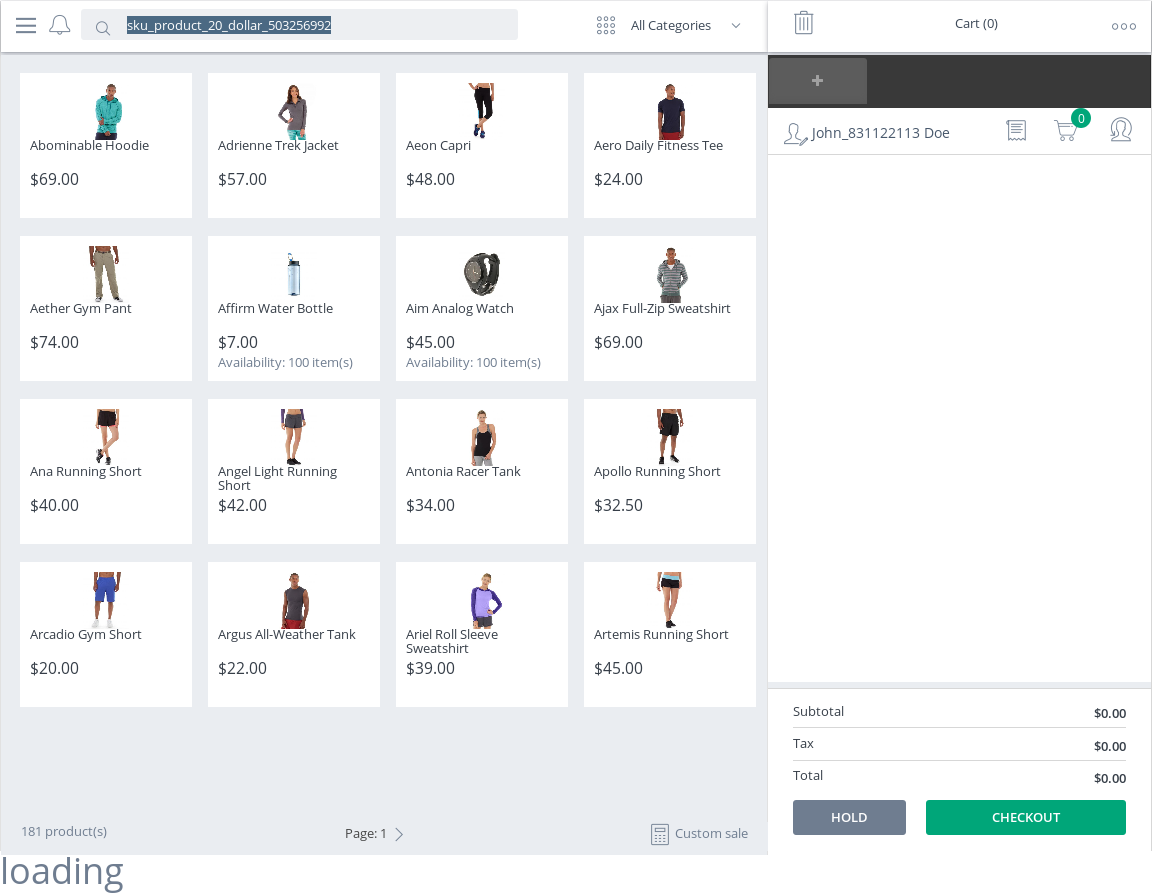 sku_product_20_dollar_503256992
All Categories
Cart (0)
+
John_831122113 Doe
0
Abominable Hoodie
$69.00
Adrienne Trek Jacket
$57.00
Aeon Capri
$48.00
Aero Daily Fitness Tee
$24.00
Aether Gym Pant
$74.00
Affirm Water Bottle
$7.00
Availability: 100 item(s)
Aim Analog Watch
$45.00
Availability: 100 item(s)
Ajax Full-Zip Sweatshirt
$69.00
Ana Running Short
$40.00
Angel Light Running
Short
$42.00
Antonia Racer Tank
$34.00
Apollo Running Short
$32.50
Arcadio Gym Short
$20.00
Argus All-Weather Tank
$22.00
Ariel Roll Sleeve
Sweatshirt
$39.00
Artemis Running Short
$45.00
Subtotal
$0.00
Tax
$0.00
Total
$0.00
HOLD
CHECKOUT
181 product(s)
Page: 1
Custom sale
loading